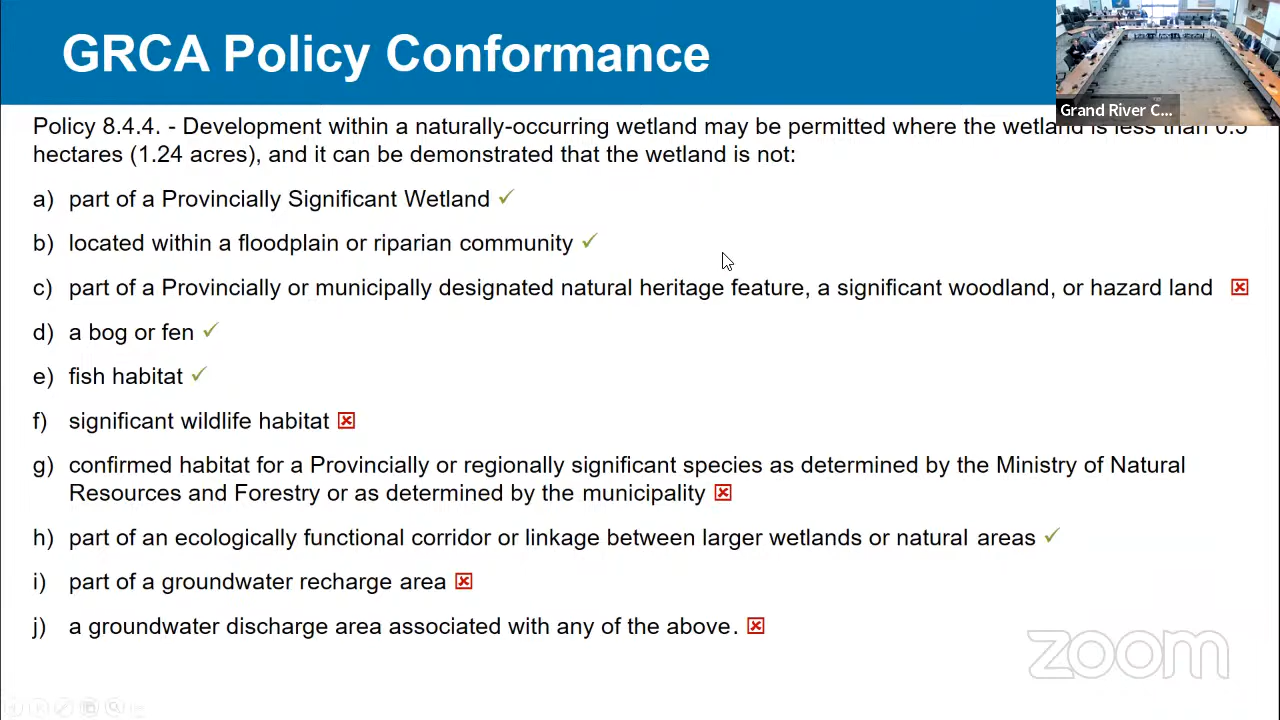 GRCA Policy Conformance
Grand River C...
Policy 8.4.4. - Development within a naturally-occurring wetland may be permitted where the wetland is less than 0.5
hectares (1.24 acres), and it can be demonstrated that the wetland is not:
a) part of a Provincially Significant Wetland ✓
b) located within a floodplain or riparian community ✓
c) part of a Provincially or municipally designated natural heritage feature, a significant woodland, or hazard land ☒
d) a bog or fen ✓
e) fish habitat ✓
f) significant wildlife habitat ☒
g) confirmed habitat for a Provincially or regionally significant species as determined by the Ministry of Natural
Resources and Forestry or as determined by the municipality ☒
h) part of an ecologically functional corridor or linkage between larger wetlands or natural areas ✓
i) part of a groundwater recharge area ☒
j) a groundwater discharge area associated with any of the above. ☒
zoom